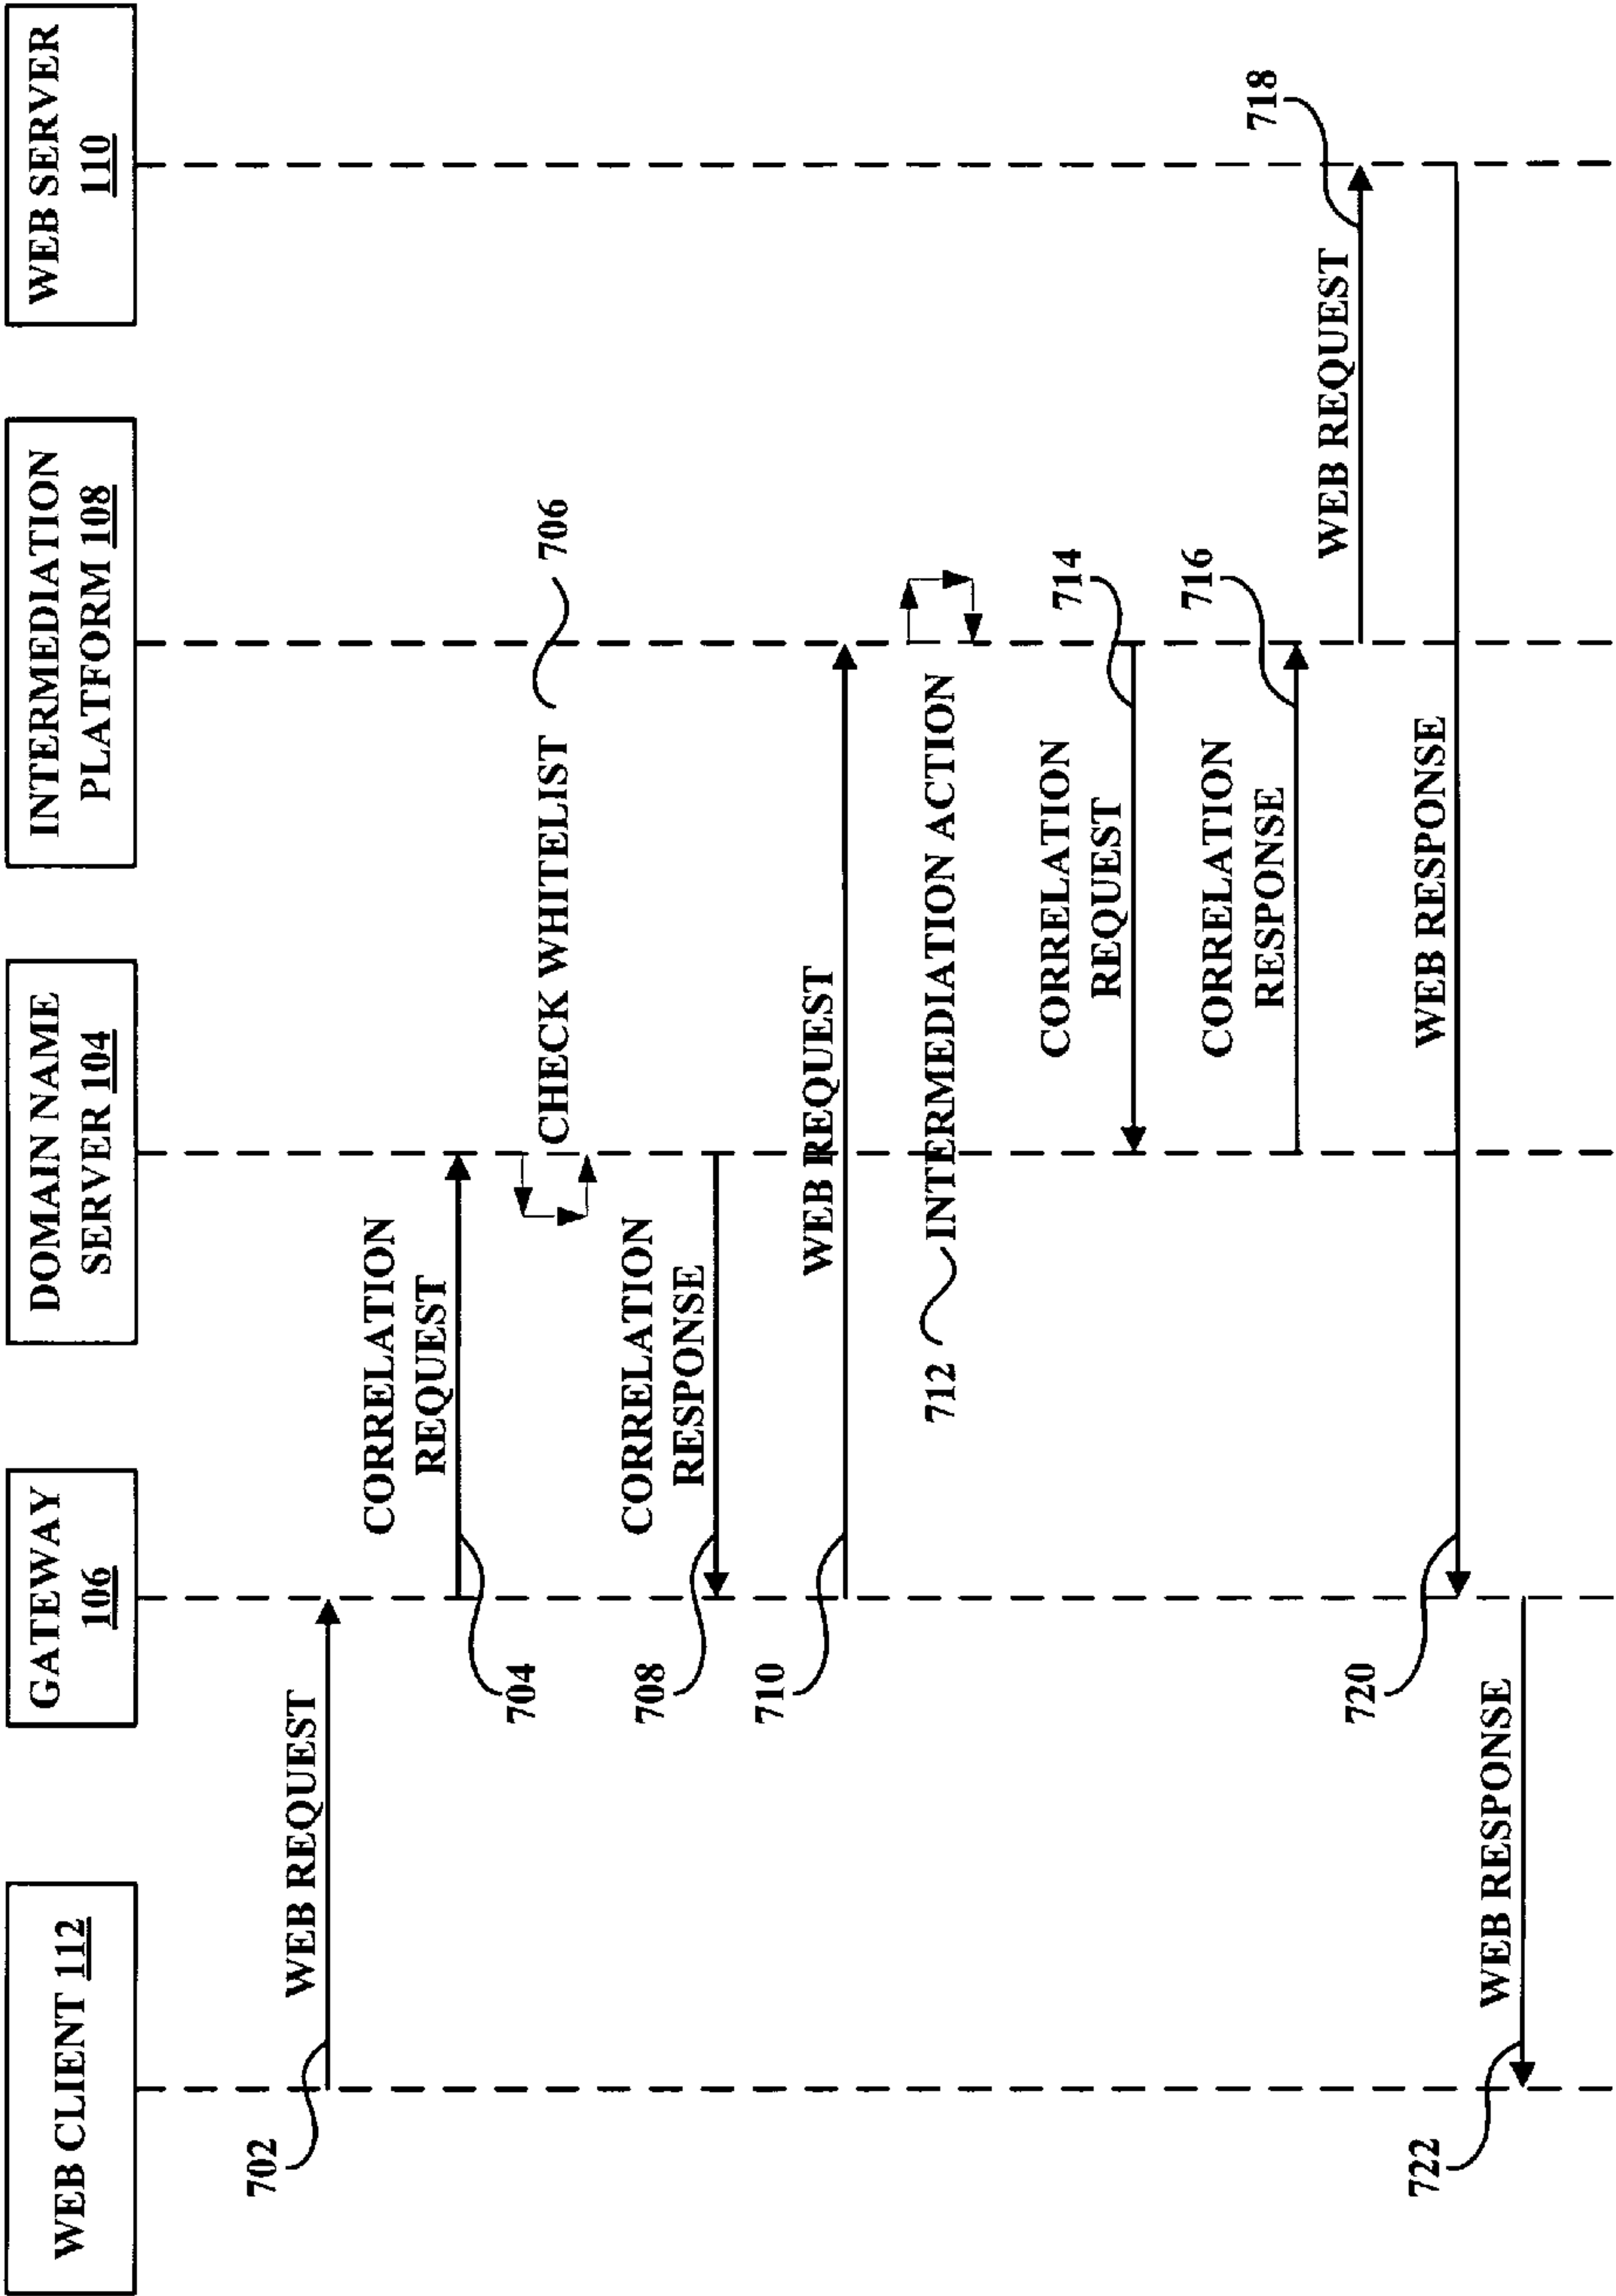 WEB CLIENT 112
GATEWAY
106
DOMAIN NAME
SERVER 104
INTERMEDIATION
PLATFORM 108
WEB SERVER
110
702
WEB REQUEST
CORRELATION
REQUEST
704
CHECK WHITELIST
706
CORRELATION
RESPONSE
708
WEB REQUEST
710
712
INTERMEDIATION ACTION
CORRELATION
REQUEST
714
CORRELATION
RESPONSE
716
WEB REQUEST
718
WEB RESPONSE
720
WEB RESPONSE
722